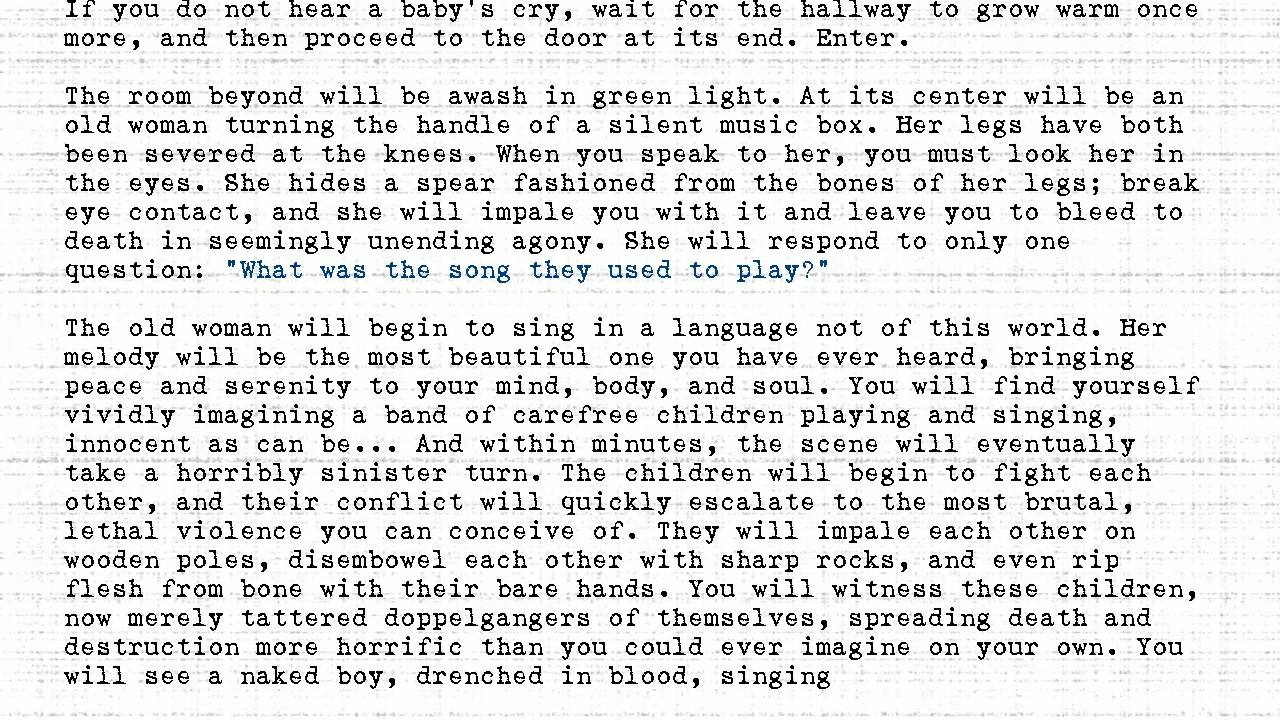 If you do not hear a baby's cry, wait for the hallway to grow warm once
more, and then proceed to the door at its end. Enter.
The room beyond will be awash in green light. At its center will be an
old woman turning the handle of a silent music box. Her legs have both
been severed at the knees. When you speak to her, you must look her in
the eyes. She hides a spear fashioned from the bones of her legs; break
eye contact, and she will impale you with it and leave you to bleed to
death in seemingly unending agony. She will respond to only one
question: "What was the song they used to play?"
The old woman will begin to sing in a language not of this world. Her
melody will be the most beautiful one you have ever heard, bringing
peace and serenity to your mind, body, and soul. You will find yourself
vividly imagining a band of carefree children playing and singing,
innocent as can be... And within minutes, the scene will eventually
take a horribly sinister turn. The children will begin to fight each
other, and their conflict will quickly escalate to the most brutal,
lethal violence you can conceive of. They will impale each other on
wooden poles, disembowel each other with sharp rocks, and even rip
flesh from bone with their bare hands. You will witness these children,
now merely tattered doppelgangers of themselves, spreading death and
destruction more horrific than you could ever imagine on your own. You
will see a naked boy, drenched in blood, singing